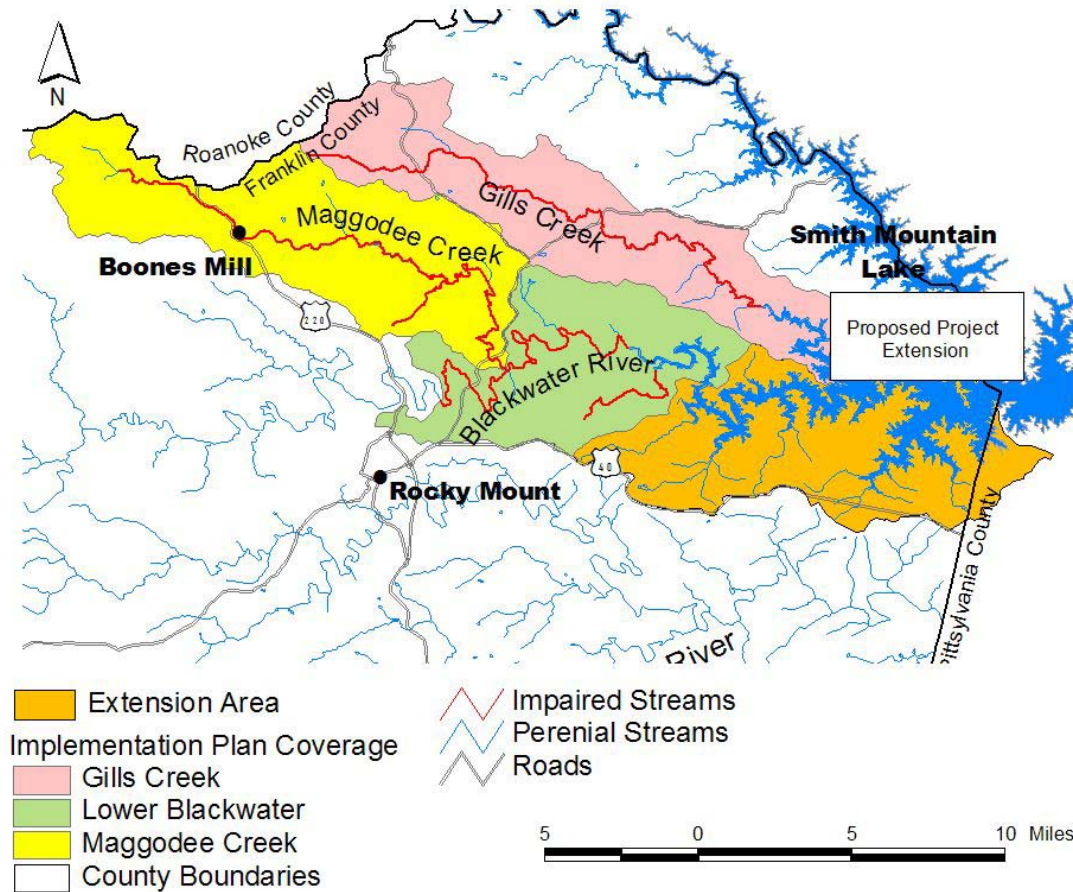 N
Roanoke County
Franklin County
Gills Creek
Maggodee Creek
Boones Mill
Smith Mountain
Lake
220
Proposed Project
Extension
Blackwater River
40
Rocky Mount
Pittsylvania County
River
Extension Area
Implementation Plan Coverage
Gills Creek
Lower Blackwater
Maggodee Creek
County Boundaries
Impaired Streams
Perenial Streams
Roads
5 0 5 10 Miles